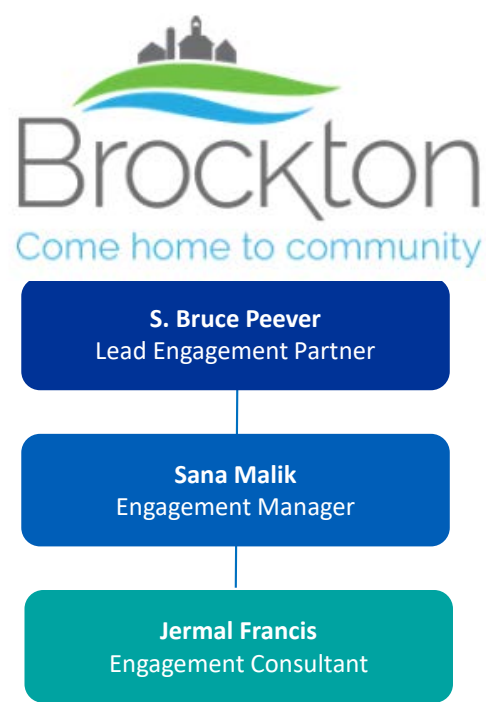 Brockton
Come home to community
S. Bruce Peever
Lead Engagement Partner
Sana Malik
Engagement Manager
Jermal Francis
Engagement Consultant